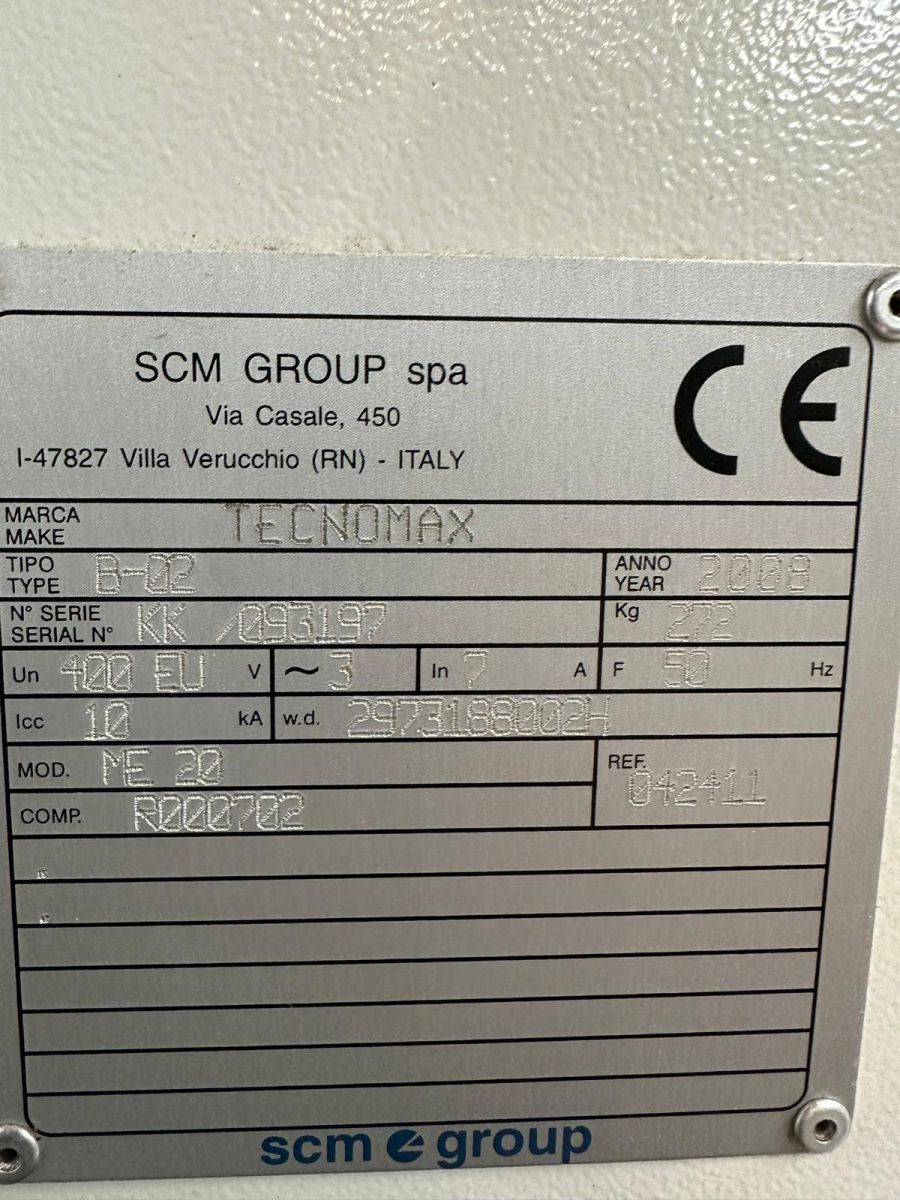 SCM GROUP spa
Via Casale, 450
I-47827 Villa Verucchio (RN) - ITALY
CE
MARCA
MAKE
TECNOMAX
TIPO
TYPE
B-02
ANNO
YEAR
2008
N° SERIE
SERIAL N°
KK /093197
Kg 272
Un 400 EU V ~ 3 In 7 A F 50 Hz
Icc 10 kA w.d. 2973188002H
MOD. ME 20
REF. 042411
COMP. R000702
scm group